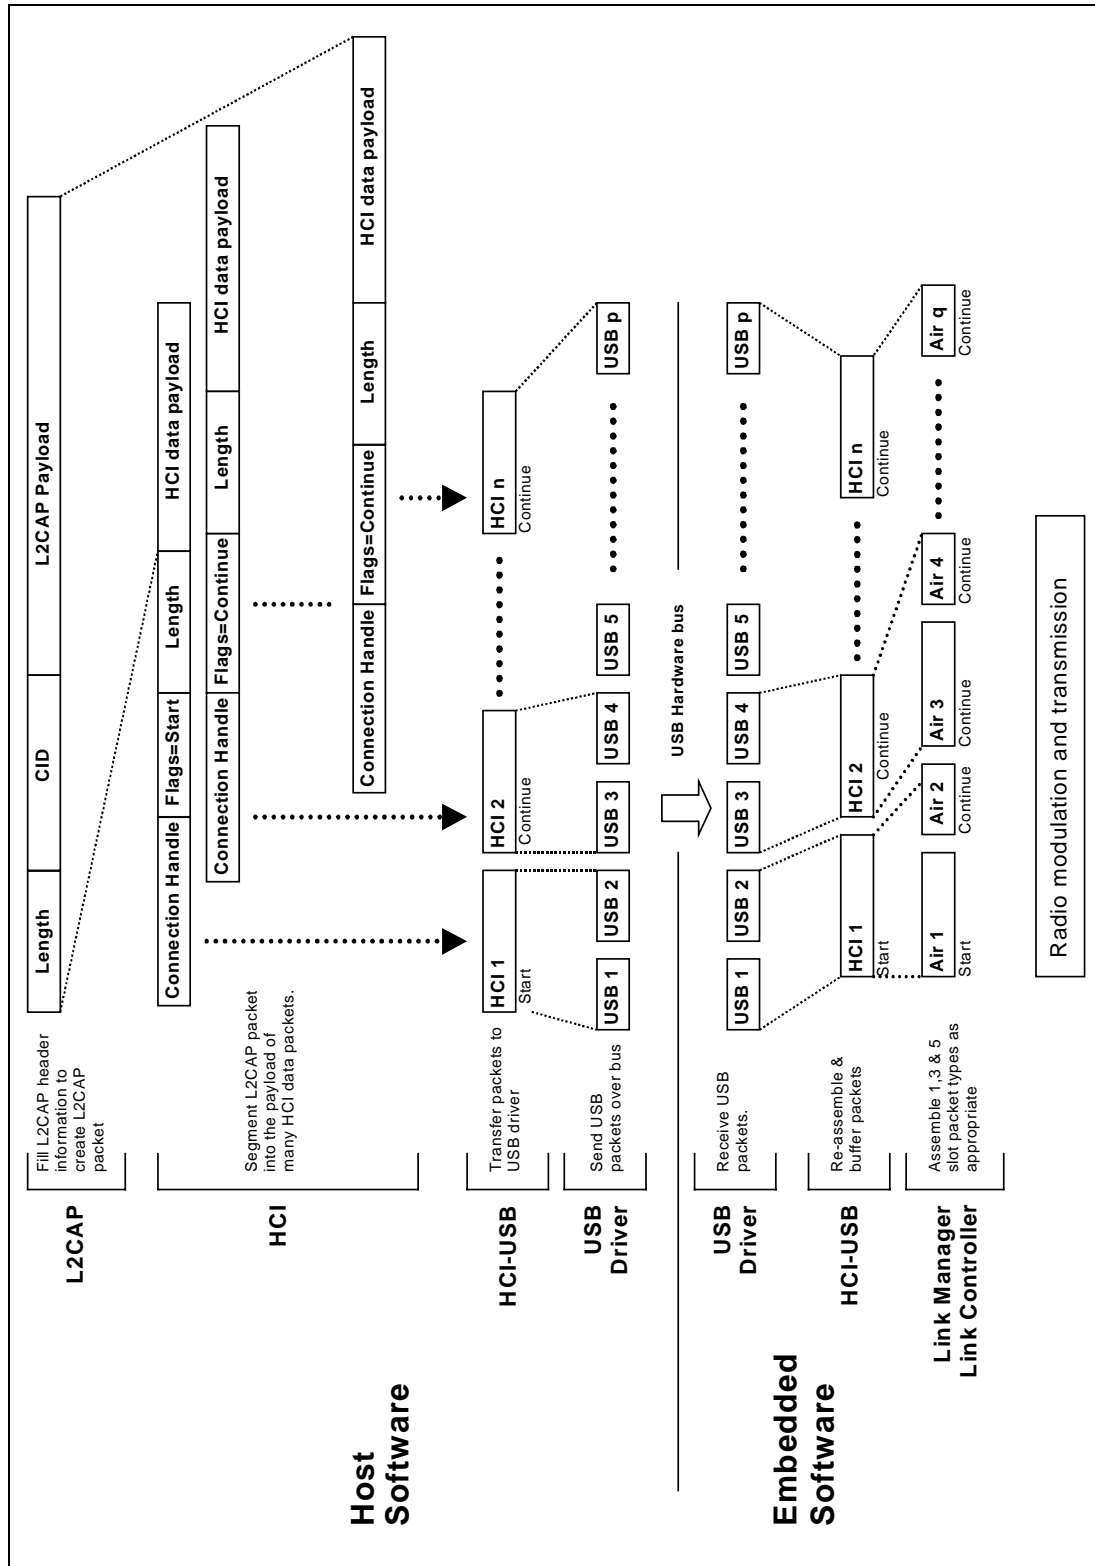 L2CAP
Fill L2CAP header
information to
create L2CAP
packet
Length
CID
L2CAP Payload
HCI
Segment L2CAP packet
into the payload of
many HCI data packets.
Connection Handle
Flags=Start
Length
HCI data payload
Connection Handle
Flags=Continue
Length
HCI data payload
Connection Handle
Flags=Continue
Length
HCI data payload
Host
Software
HCI-USB
Transfer packets to
USB driver
HCI 1
Start
HCI 2
Continue
HCI n
Continue
USB
Driver
Send USB
packets over bus
USB 1
USB 2
USB 3
USB 4
USB 5
USB p
USB Hardware bus
Embedded
Software
USB
Driver
Receive USB
packets.
USB 1
USB 2
USB 3
USB 4
USB 5
USB p
HCI-USB
Re-assemble &
buffer packets
HCI 1
Start
HCI 2
Continue
HCI n
Continue
Link Manager
Link Controller
Assemble 1,3 & 5
slot packet types as
appropriate
Air 1
Start
Air 2
Continue
Air 3
Continue
Air 4
Continue
Air q
Continue
Radio modulation and transmission